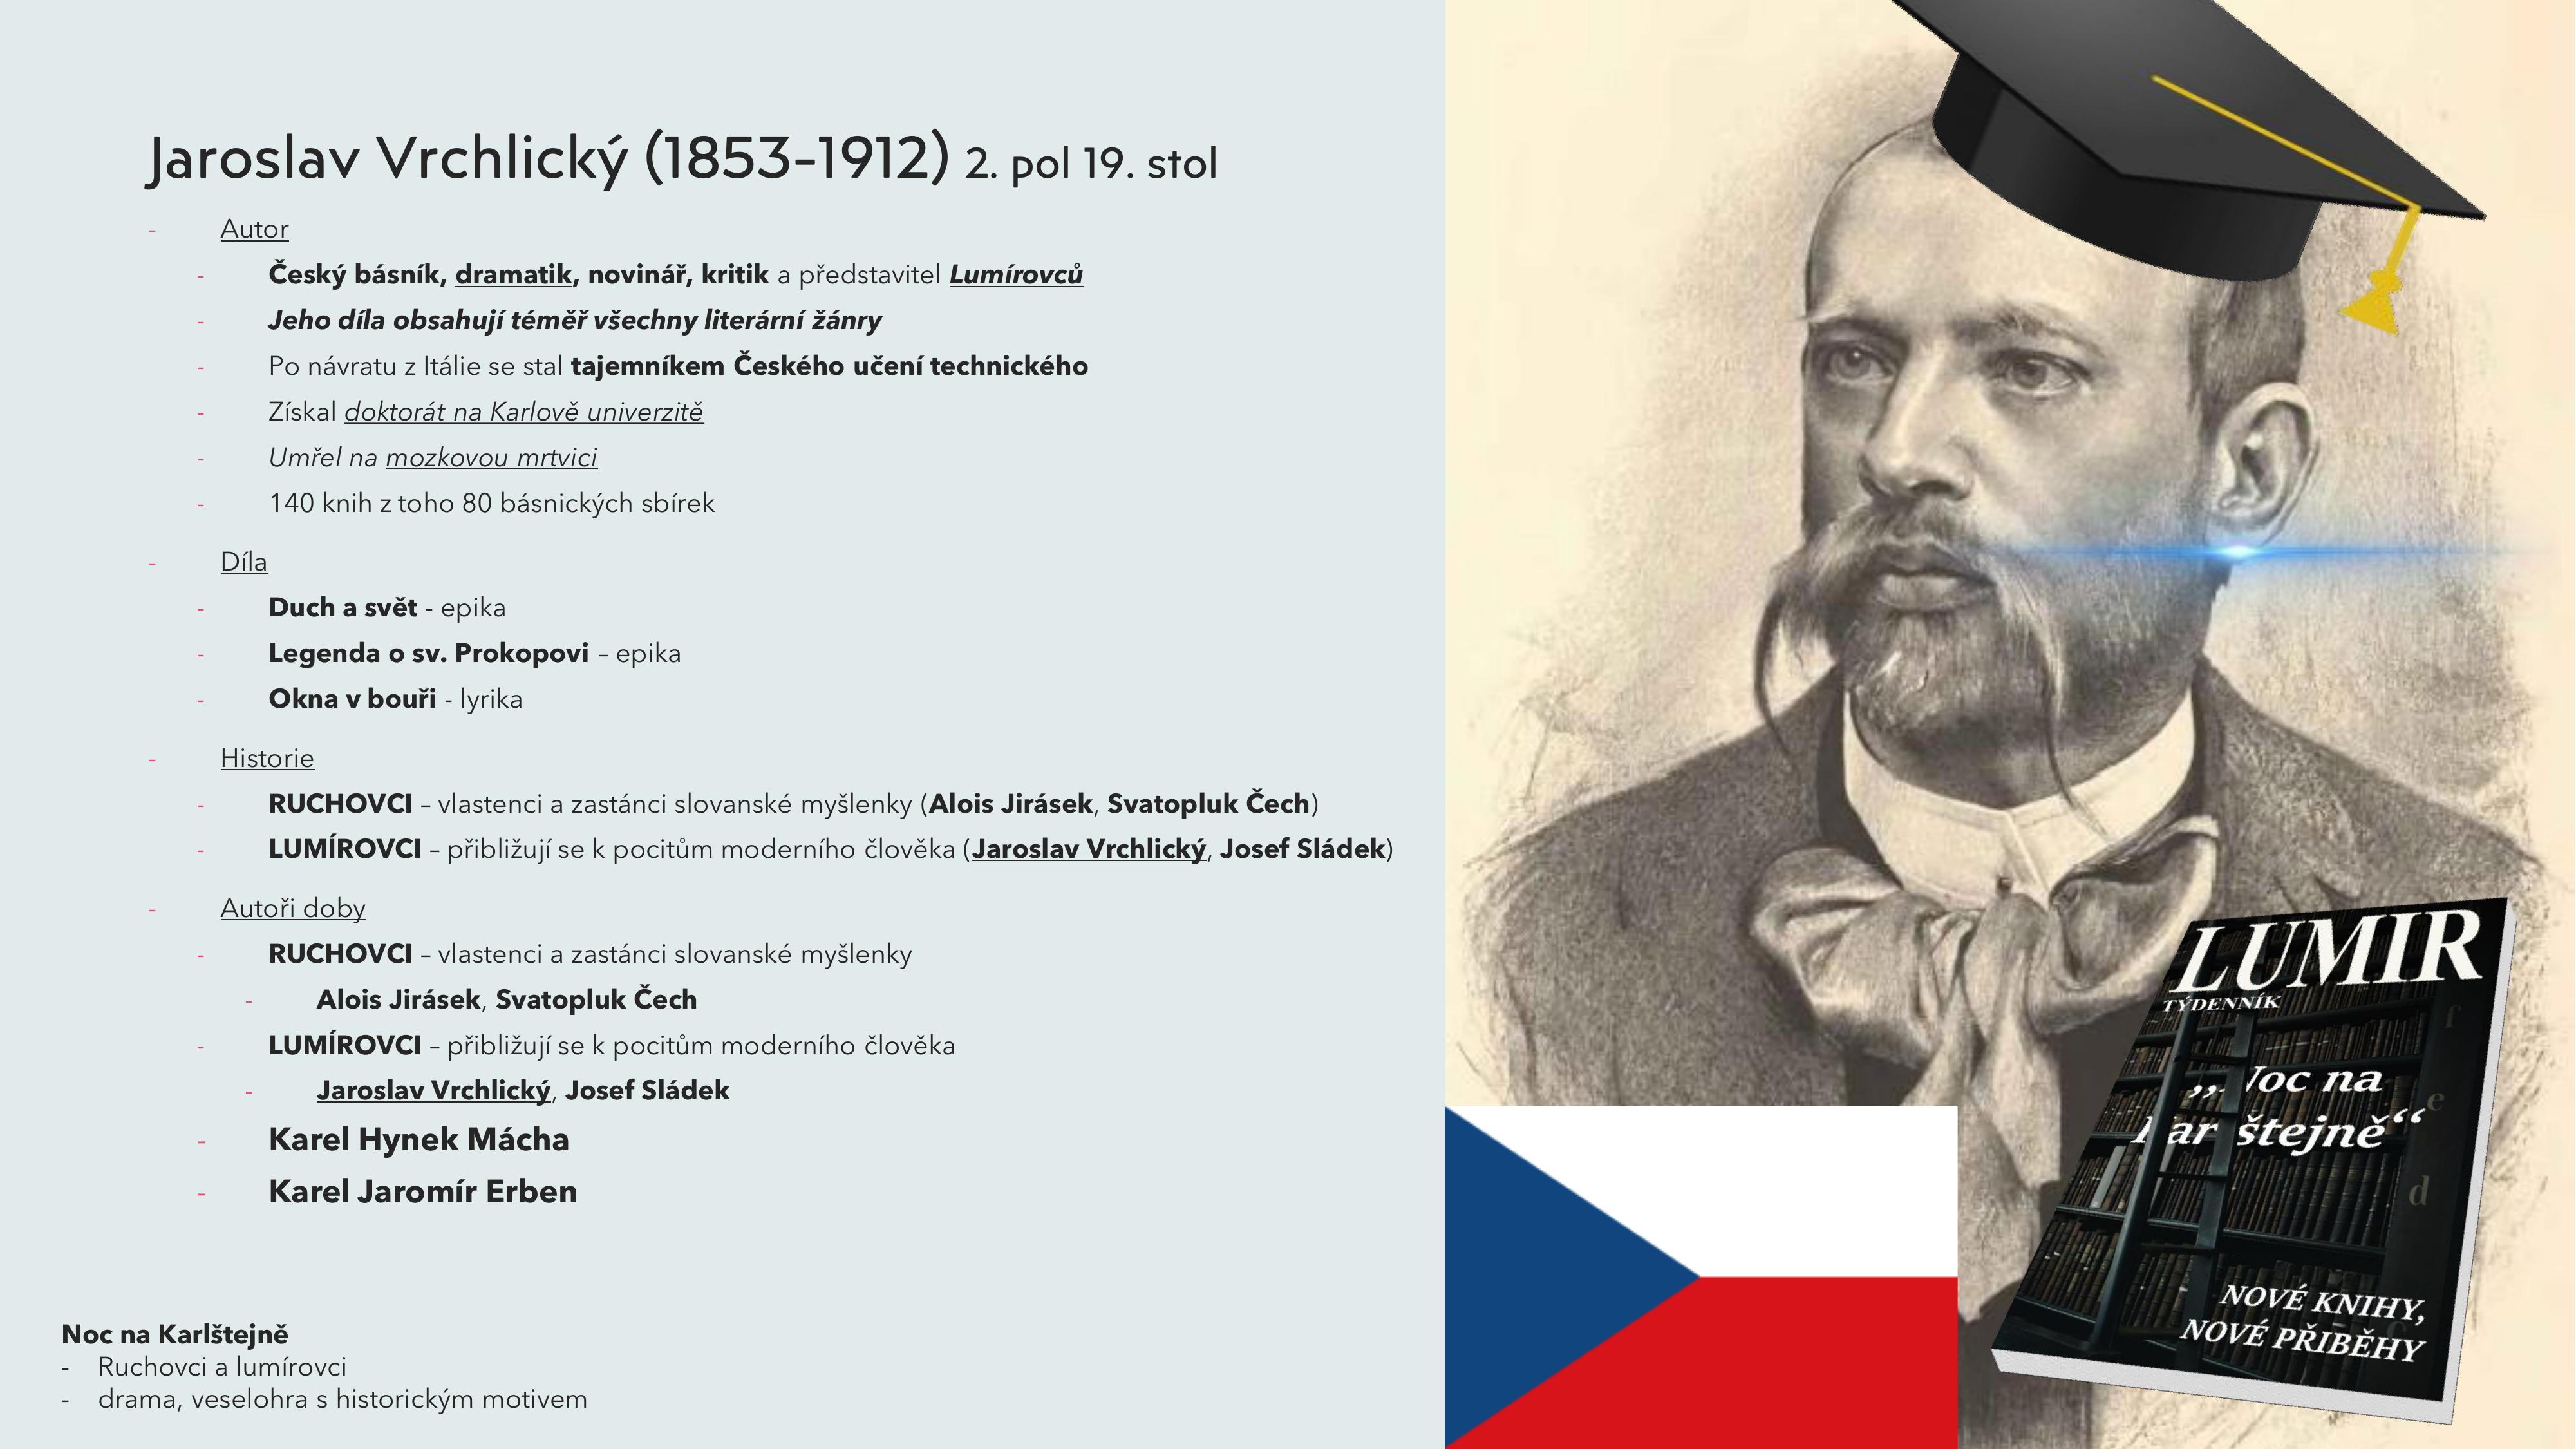 Jaroslav Vrchlický (1853-1912) 2. pol 19. stol
- Autor
- Český básník, dramatik, novinář, kritik a představitel Lumírovců
- Jeho díla obsahují téměř všechny literární žánry
- Po návratu z Itálie se stal tajemníkem Českého učení technického
- Získal doktorát na Karlově univerzitě
- Umřel na mozkovou mrtvici
- 140 knih z toho 80 básnických sbírek
- Díla
- Duch a svět - epika
- Legenda o sv. Prokopovi – epika
- Okna v bouři - lyrika
- Historie
- RUCHOVCI – vlastenci a zastánci slovanské myšlenky (Alois Jirásek, Svatopluk Čech)
- LUMÍROVCI – přibližují se k pocitům moderního člověka (Jaroslav Vrchlický, Josef Sládek)
- Autoři doby
- RUCHOVCI – vlastenci a zastánci slovanské myšlenky
- Alois Jirásek, Svatopluk Čech
- LUMÍROVCI – přibližují se k pocitům moderního člověka
- Jaroslav Vrchlický, Josef Sládek
- Karel Hynek Mácha
- Karel Jaromír Erben
Noc na Karlštejně
- Ruchovci a lumírovci
- drama, veselohra s historickým motivem
LUMIR
TÝDENNÍK
„Noc na
Karlštejně“
NOVÉ KNIHY,
NOVÉ PŘIBĚHY